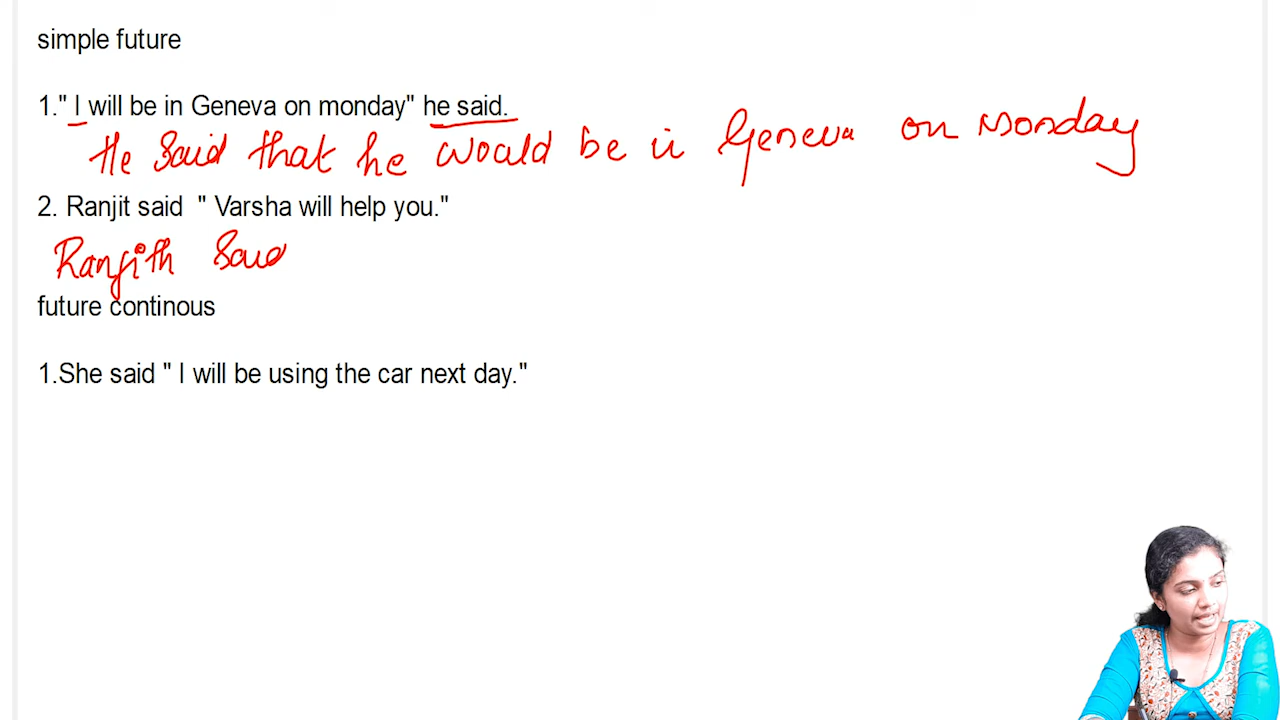 simple future
1." I will be in Geneva on monday" he said.
He said that he would be in Geneva on Monday
2. Ranjit said " Varsha will help you."
Ranjith said
future continous
1.She said " I will be using the car next day."